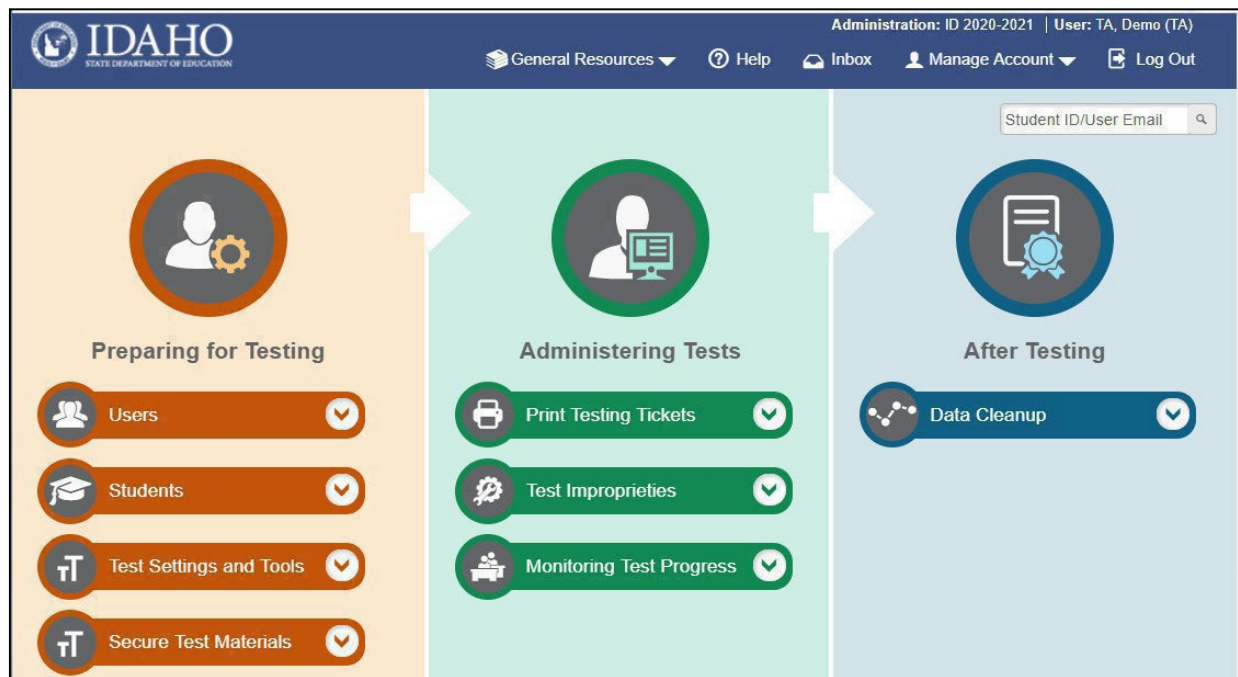 IDAHO
STATE DEPARTMENT OF EDUCATION
Administration: ID 2020-2021 | User: TA, Demo (TA)
General Resources
Help
Inbox
Manage Account
Log Out
Student ID/User Email
Preparing for Testing
Users
Students
Test Settings and Tools
Secure Test Materials
Administering Tests
Print Testing Tickets
Test Improprieties
Monitoring Test Progress
After Testing
Data Cleanup